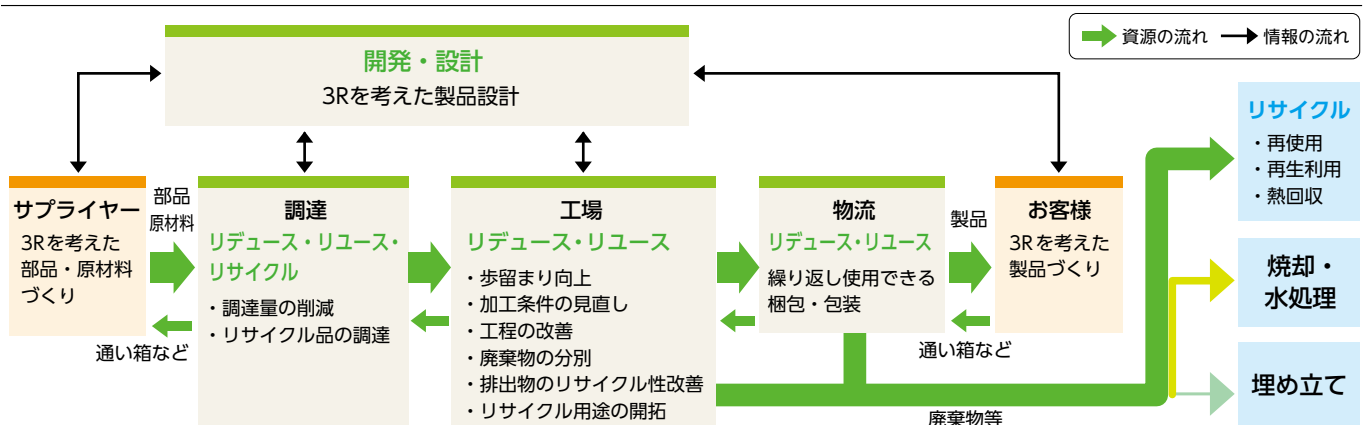 資源の流れ 情報の流れ
開発・設計
3Rを考えた製品設計
サプライヤー
3Rを考えた
部品・原材料
づくり
部品
原材料
通い箱など
調達
リデュース・リユース・
リサイクル
・調達量の削減
・リサイクル品の調達
工場
リデュース・リユース
・歩留まり向上
・加工条件の見直し
・工程の改善
・廃棄物の分別
・排出物のリサイクル性改善
・リサイクル用途の開拓
物流
リデュース・リユース
繰り返し使用できる
梱包・包装
製品
通い箱など
お客様
3Rを考えた
製品づくり
廃棄物等
リサイクル
・再使用
・再生利用
・熱回収
焼却・
水処理
埋め立て